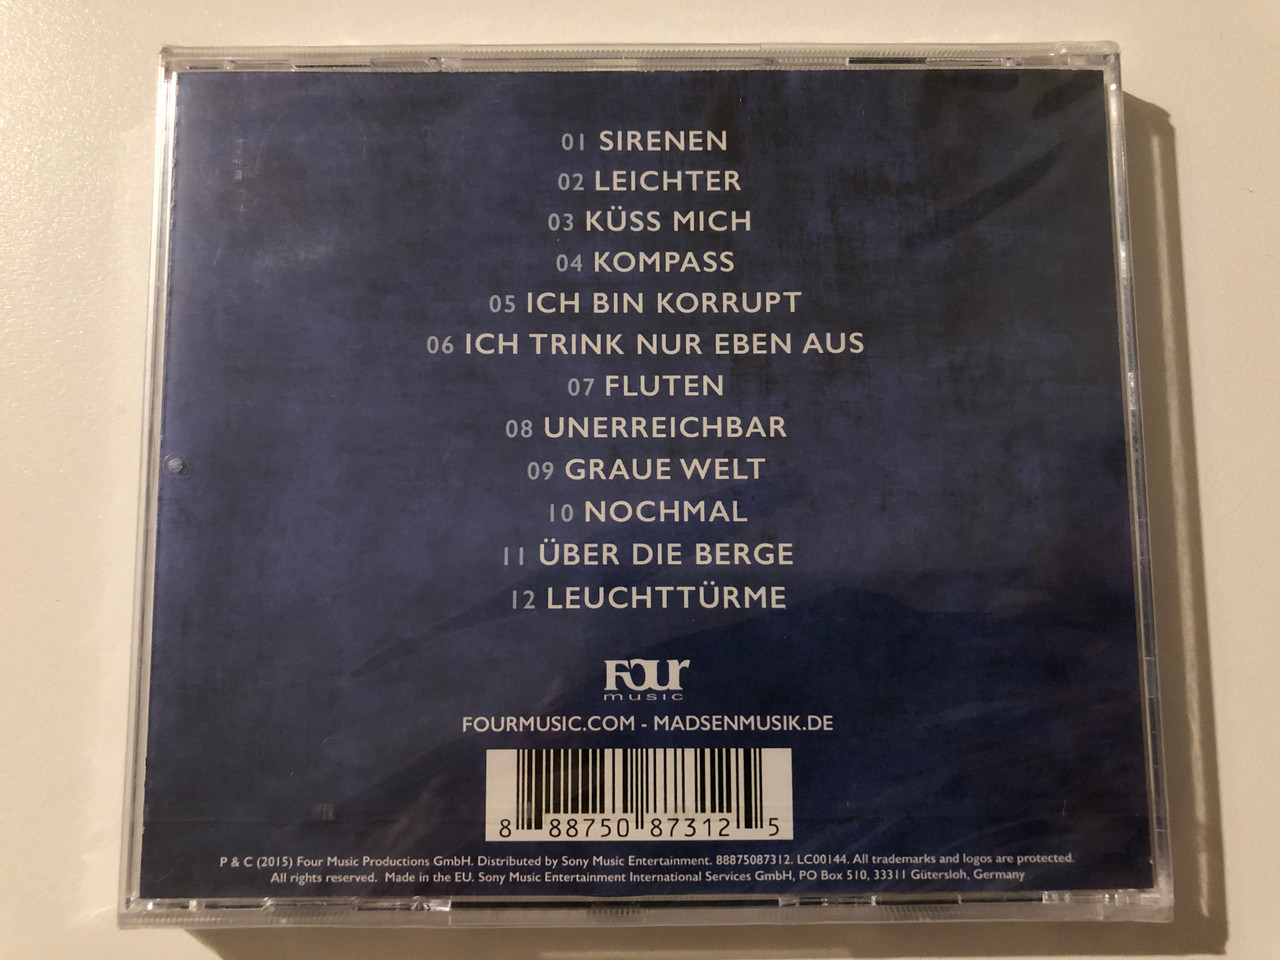 01 SIRENEN
02 LEICHTER
03 KÜSS MICH
04 KOMPASS
05 ICH BIN KORRUPT
06 ICH TRINK NUR EBEN AUS
07 FLUTEN
08 UNERREICHBAR
09 GRAUE WELT
10 NOCHMAL
11 ÜBER DIE BERGE
12 LEUCHTTÜRME
Four
music
FOURMUSIC.COM - MADSENMUSIK.DE
8 88750 87312 5
P & C (2015) Four Music Productions GmbH. Distributed by Sony Music Entertainment. 88875087312. LC00144. All trademarks and logos are protected.
All rights reserved. Made in the EU. Sony Music Entertainment International Services GmbH, PO Box 510, 33311 Gütersloh, Germany